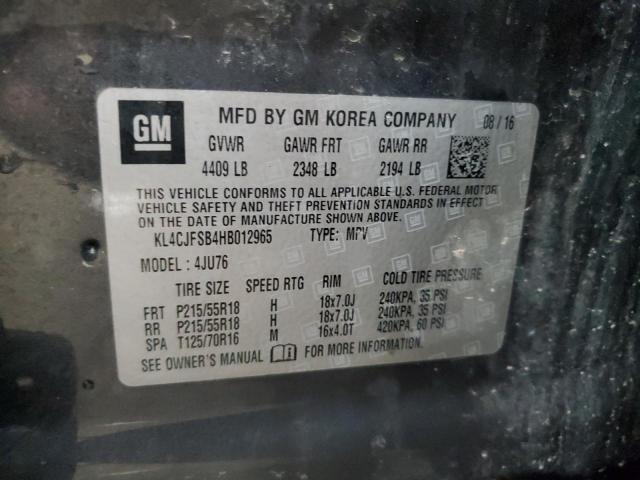 GM
MFD BY GM KOREA COMPANY 08 / 16
GVWR GAWR FRT GAWR RR
4409 LB 2348 LB 2194 LB
THIS VEHICLE CONFORMS TO ALL APPLICABLE U.S. FEDERAL MOTOR
VEHICLE SAFETY AND THEFT PREVENTION STANDARDS IN EFFECT
ON THE DATE OF MANUFACTURE SHOWN ABOVE.
KL4CJFSB4HB012965 TYPE: MPV
MODEL : 4JU76
TIRE SIZE SPEED RTG RIM COLD TIRE PRESSURE
FRT P215/55R18 H 18x7.0J 240KPA, 35 PSI
RR P215/55R18 H 18x7.0J 240KPA, 35 PSI
SPA T125/70R16 M 16x4.0T 420KPA, 60 PSI
SEE OWNER'S MANUAL FOR MORE INFORMATION.